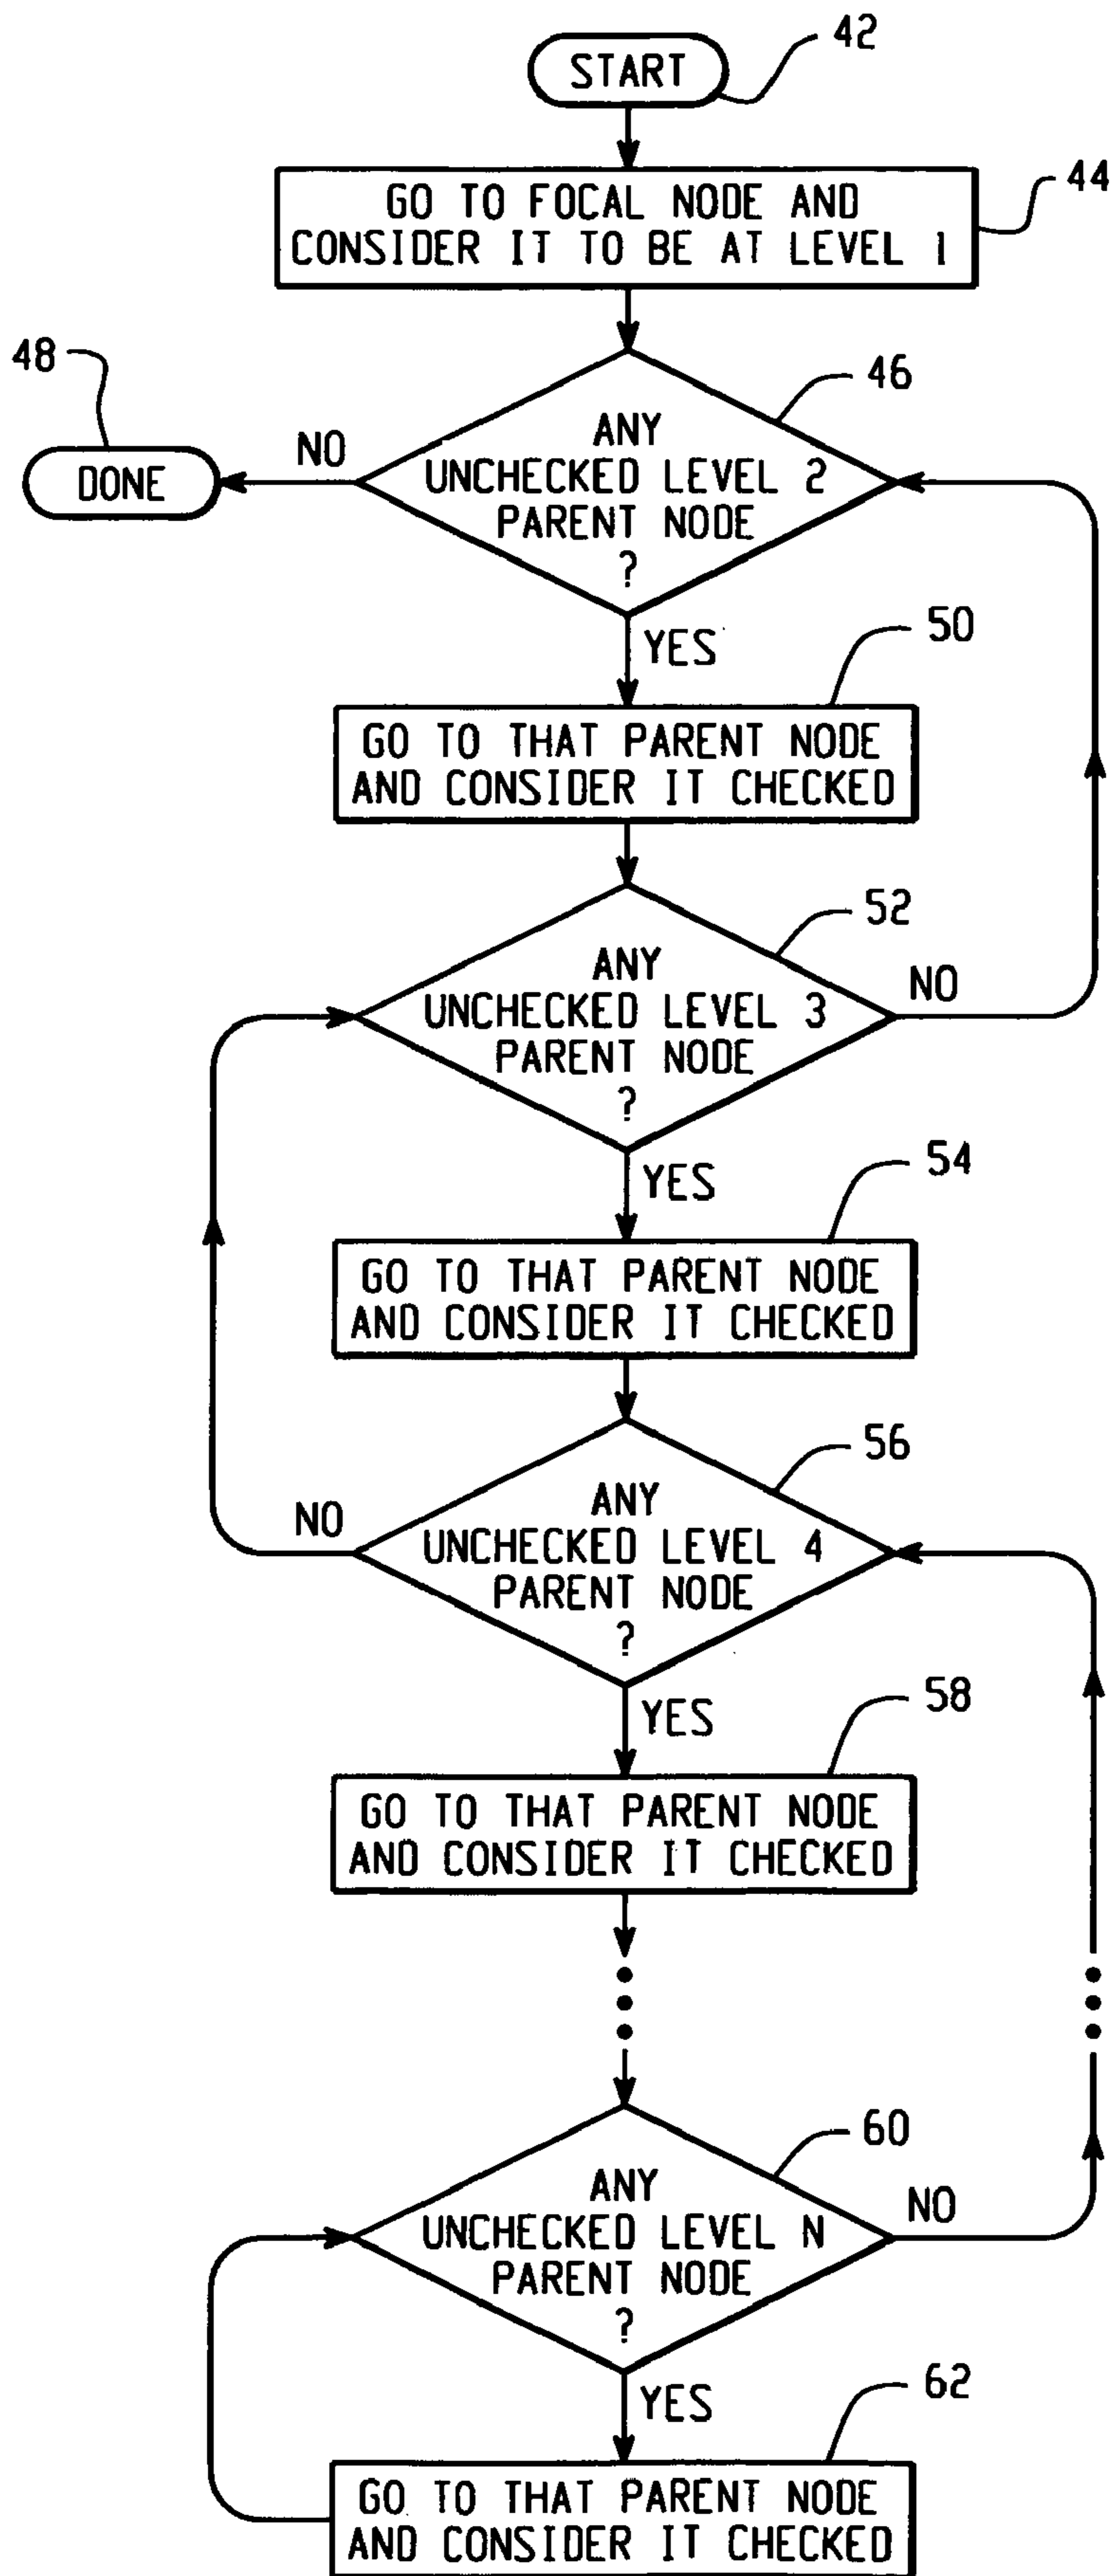 START
42
GO TO FOCAL NODE AND
CONSIDER IT TO BE AT LEVEL 1
44
48
DONE
NO
ANY
UNCHECKED LEVEL 2
PARENT NODE
?
46
YES
50
GO TO THAT PARENT NODE
AND CONSIDER IT CHECKED
52
ANY
UNCHECKED LEVEL 3
PARENT NODE
?
NO
YES
54
GO TO THAT PARENT NODE
AND CONSIDER IT CHECKED
56
ANY
UNCHECKED LEVEL 4
PARENT NODE
?
NO
YES
58
GO TO THAT PARENT NODE
AND CONSIDER IT CHECKED
60
ANY
UNCHECKED LEVEL N
PARENT NODE
?
NO
YES
62
GO TO THAT PARENT NODE
AND CONSIDER IT CHECKED